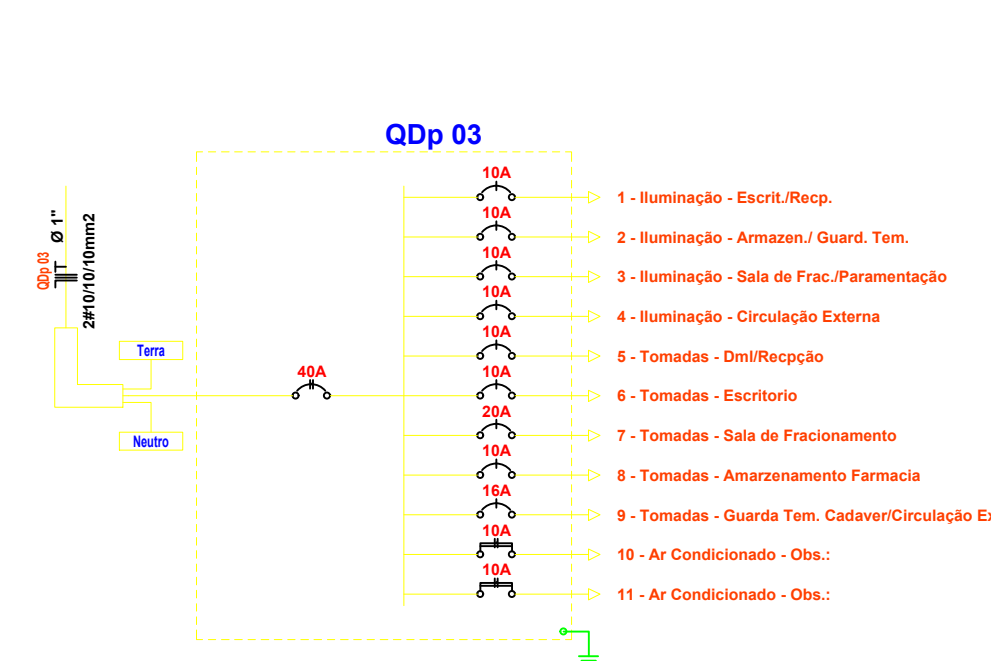 QDp 03
QDp 03
Ø 1"
2#10/10/10mm2
T
Terra
Neutro
40A
10A
1 - Iluminação - Escrit./Recp.
10A
2 - Iluminação - Armazen./ Guard. Tem.
10A
3 - Iluminação - Sala de Frac./Paramentação
10A
4 - Iluminação - Circulação Externa
10A
5 - Tomadas - Dml/Recpção
10A
6 - Tomadas - Escritorio
20A
7 - Tomadas - Sala de Fracionamento
10A
8 - Tomadas - Amarzenamento Farmacia
16A
9 - Tomadas - Guarda Tem. Cadaver/Circulação Ex
10A
10 - Ar Condicionado - Obs.:
10A
11 - Ar Condicionado - Obs.: